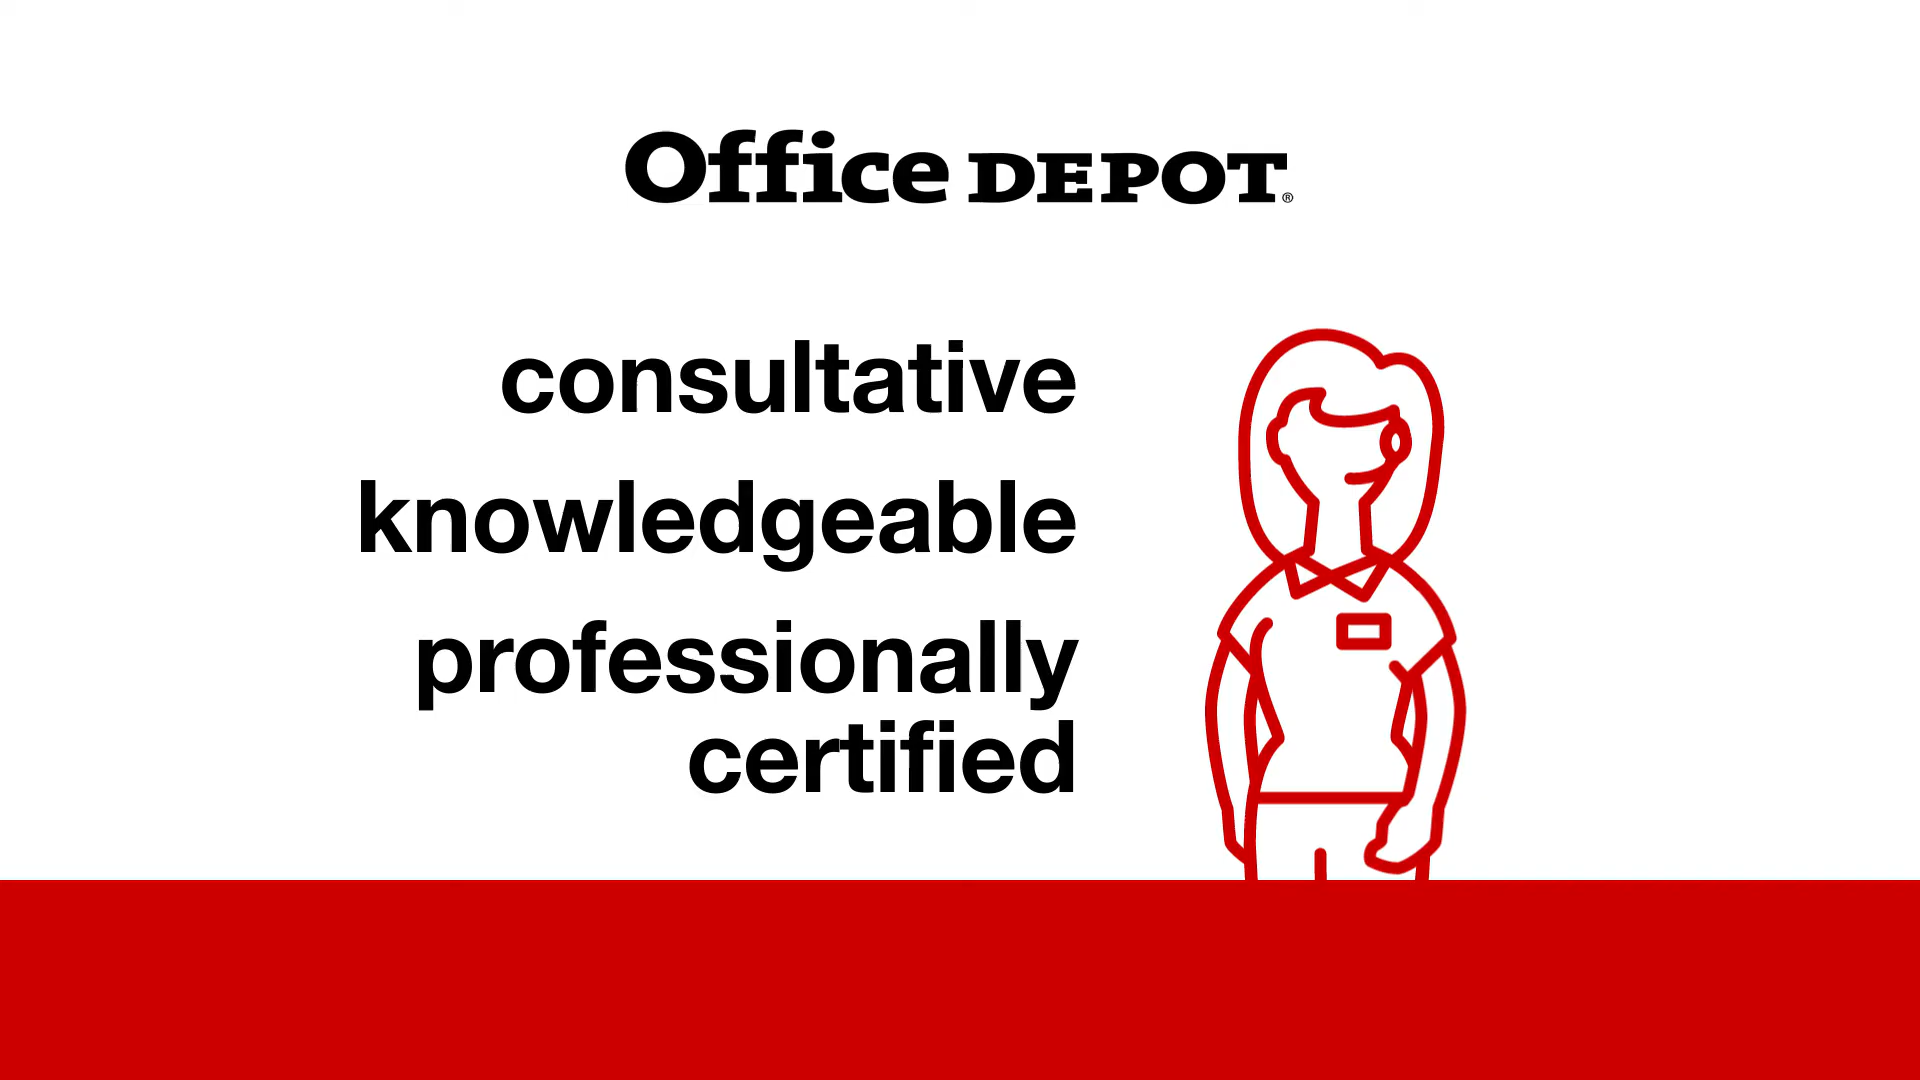 Office DEPOT®
consultative
knowledgeable
professionally
certified